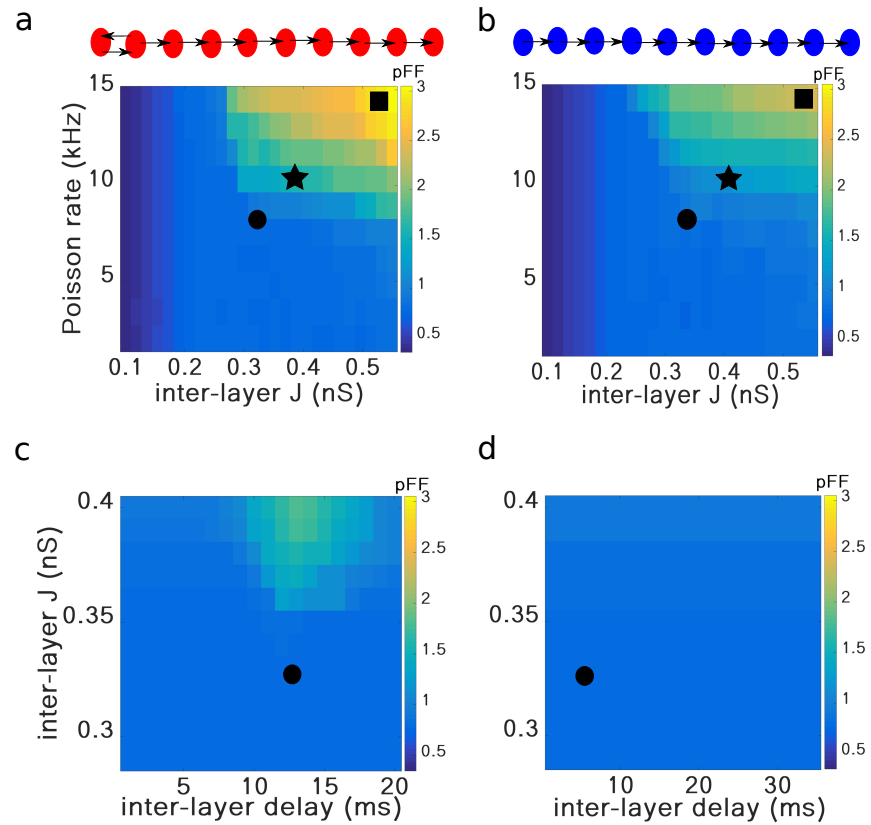 a
b
pFF
pFF
15
10
5
Poisson rate (kHz)
3
2.5
2
1.5
1
0.5
0.1 0.2 0.3 0.4 0.5
inter-layer J (nS)
15
10
5
3
2.5
2
1.5
1
0.5
0.1 0.2 0.3 0.4 0.5
inter-layer J (nS)
c
d
pFF
pFF
0.4
0.35
0.3
inter-layer J (nS)
3
2.5
2
1.5
1
0.5
5 10 15 20
inter-layer delay (ms)
0.4
0.35
0.3
3
2.5
2
1.5
1
0.5
10 20 30
inter-layer delay (ms)